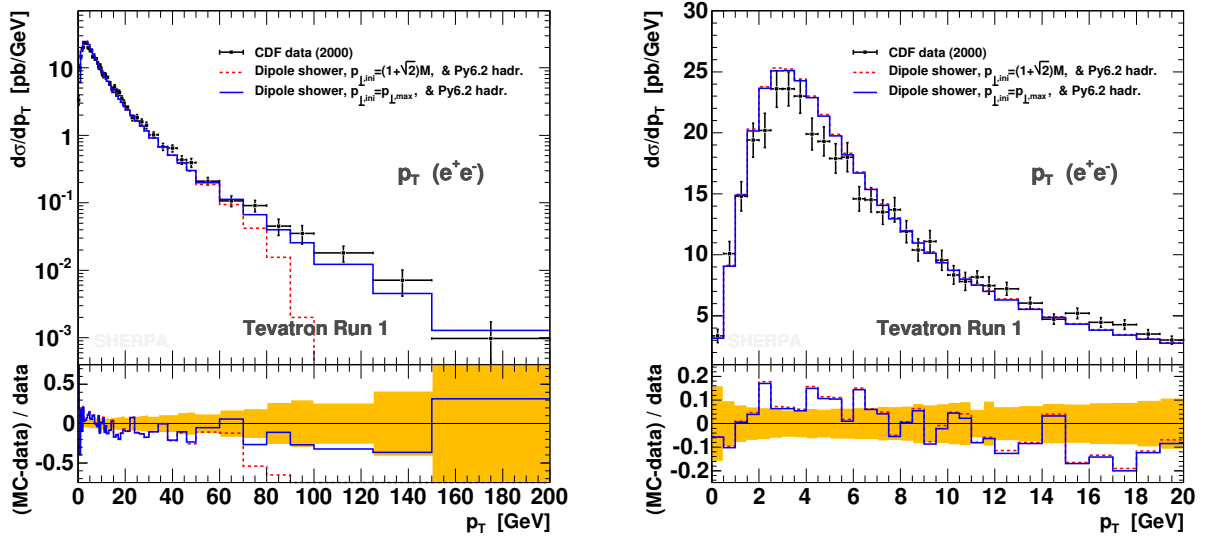 dσ/dp_T [pb/GeV]
10
1
10⁻¹
10⁻²
10⁻³
CDF data (2000)
Dipole shower, p_⊥,ini=(1+√2)M, & Py6.2 hadr.
Dipole shower, p_⊥,ini=p_⊥,max, & Py6.2 hadr.
p_T (e⁺e⁻)
Tevatron Run 1
SHERPA
(MC-data) / data
0.5
0
-0.5
0 20 40 60 80 100 120 140 160 180 200
p_T [GeV]
dσ/dp_T [pb/GeV]
30
25
20
15
10
5
CDF data (2000)
Dipole shower, p_⊥,ini=(1+√2)M, & Py6.2 hadr.
Dipole shower, p_⊥,ini=p_⊥,max, & Py6.2 hadr.
p_T (e⁺e⁻)
Tevatron Run 1
SHERPA
(MC-data) / data
0.2
0.1
0
-0.1
-0.2
0 2 4 6 8 10 12 14 16 18 20
p_T [GeV]